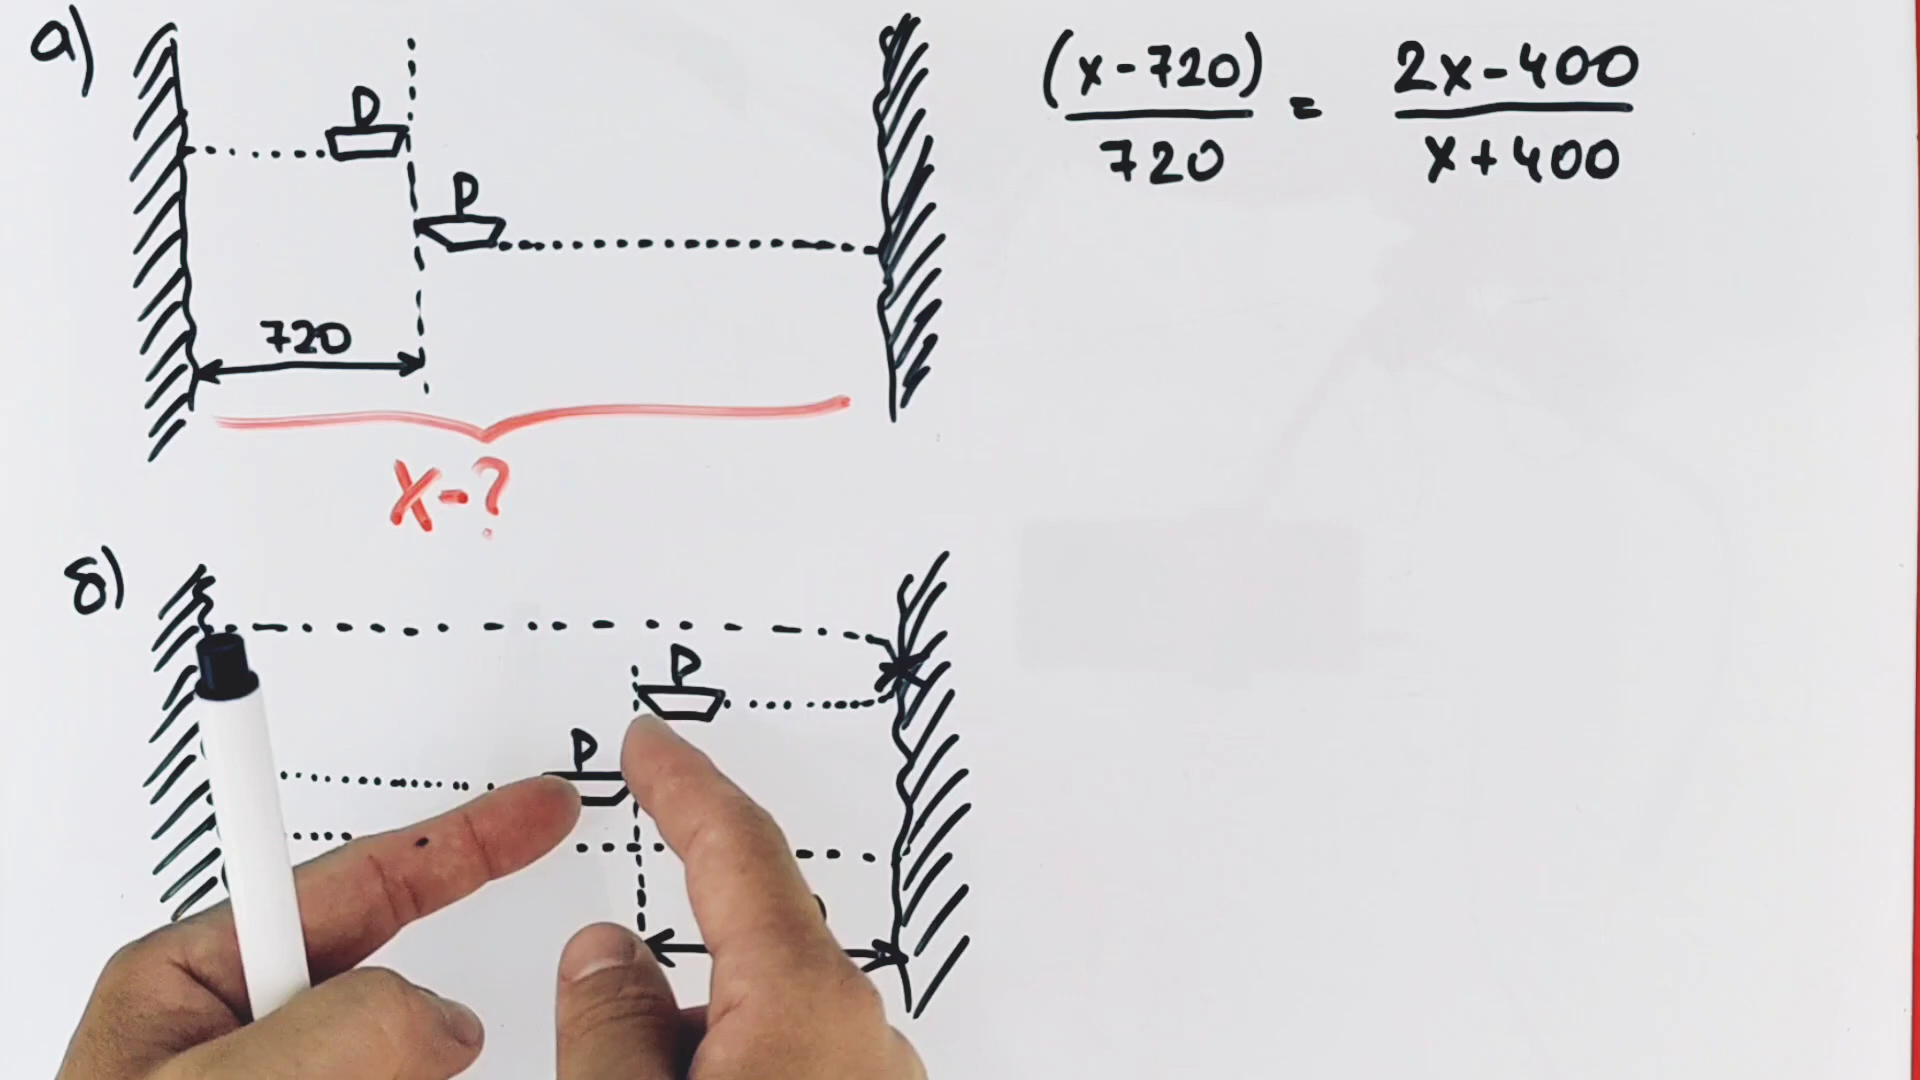 а)
(x-720)/720 = (2x-400)/(x+400)
720
x-?
б)